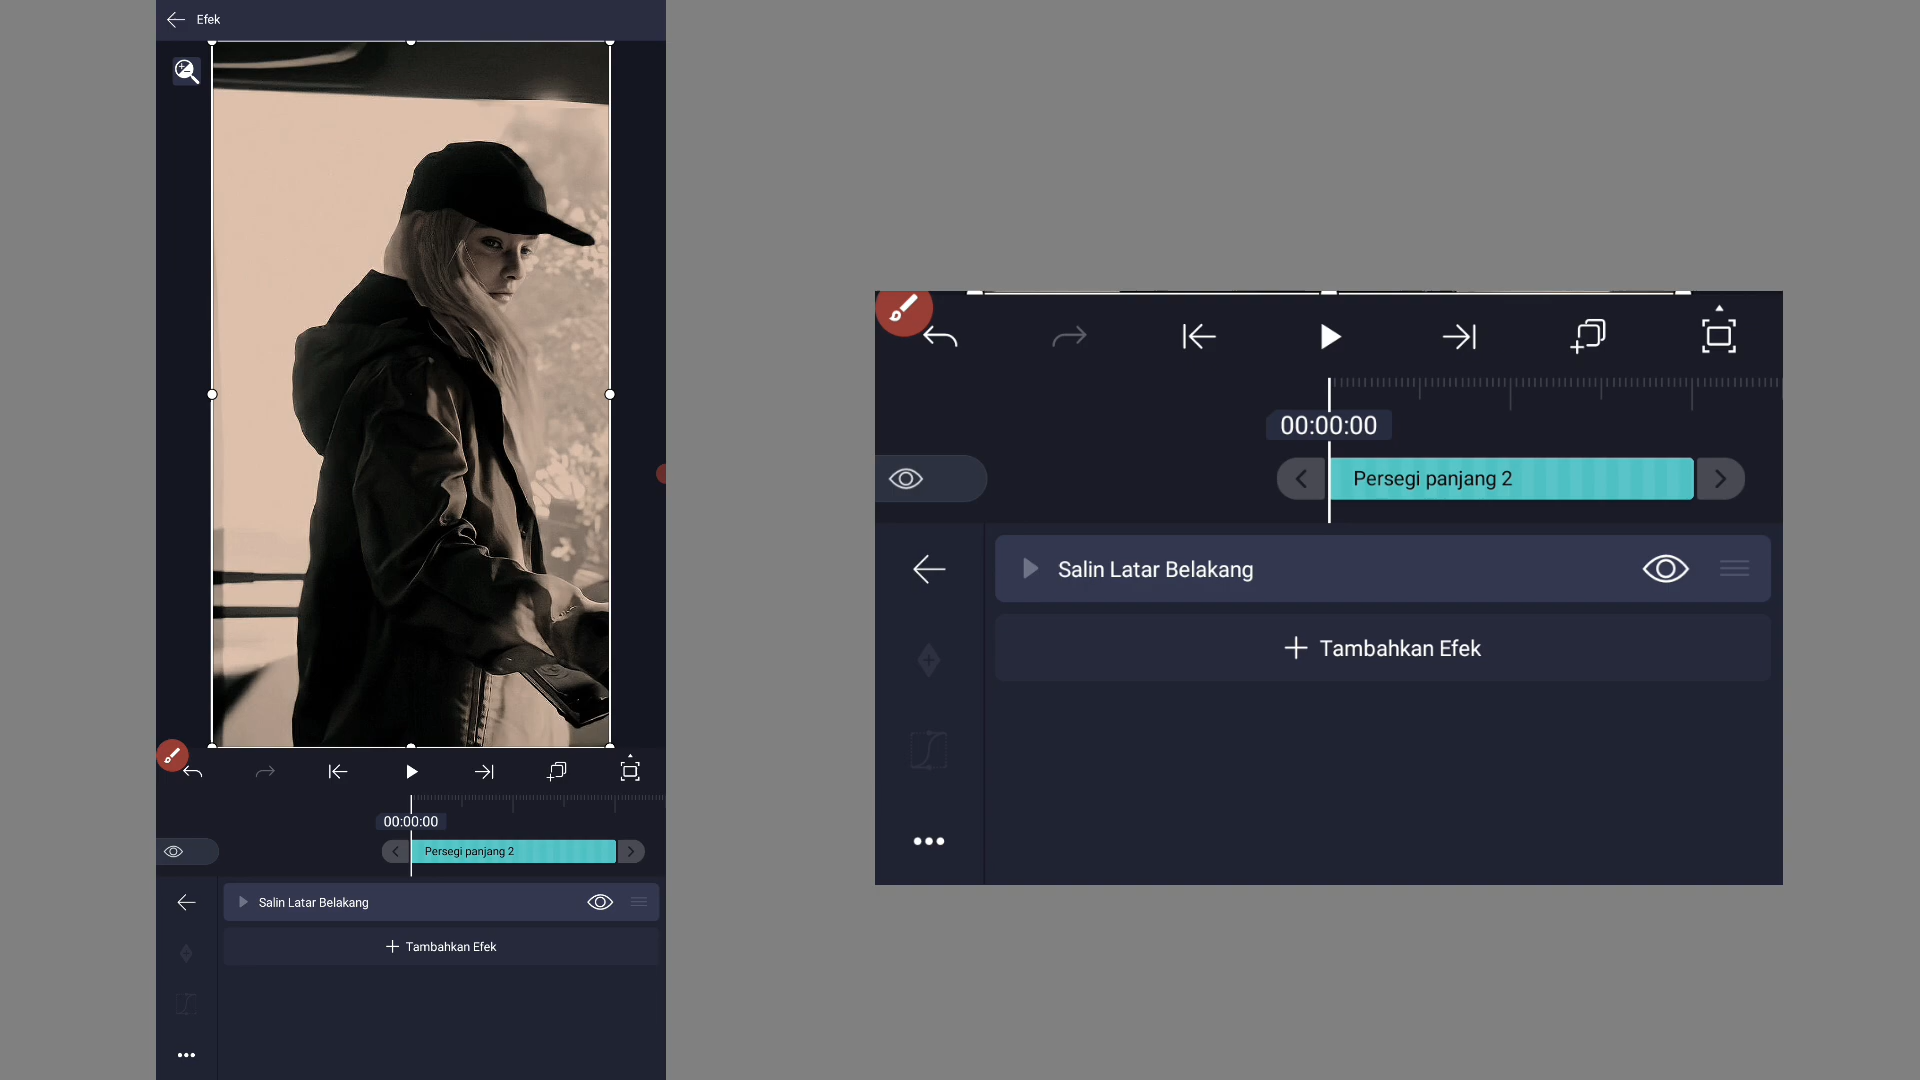 Efek
00:00:00
Persegi panjang 2
Salin Latar Belakang
Tambahkan Efek
00:00:00
Persegi panjang 2
Salin Latar Belakang
Tambahkan Efek